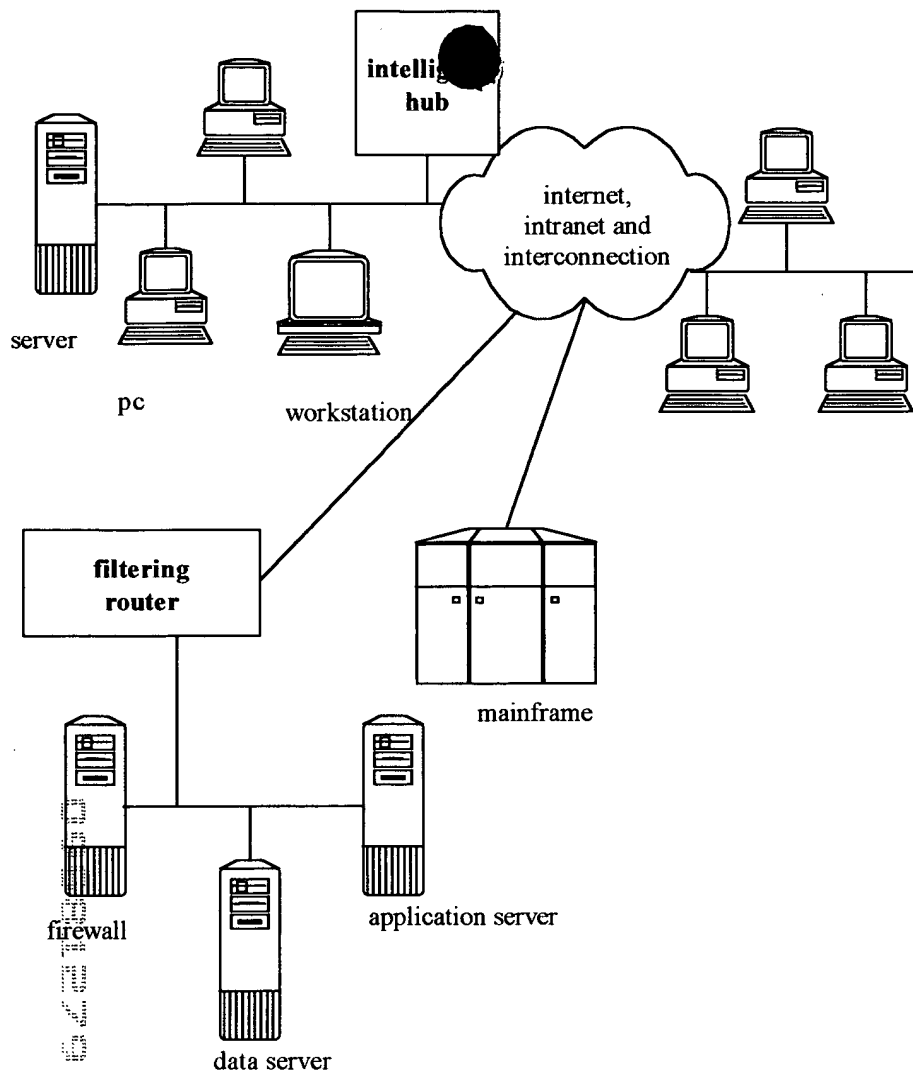 hub
internet,
intranet and
interconnection
server
pc
workstation
filtering
router
mainframe
firewall
application server
data server